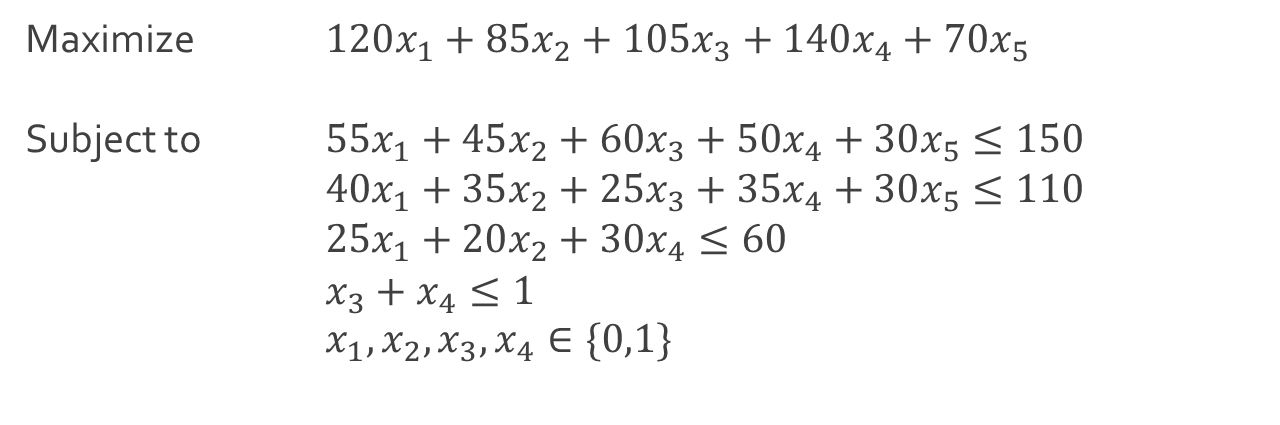 Maximize 120x₁ + 85x₂ + 105x₃ + 140x₄ + 70x₅
Subject to 55x₁ + 45x₂ + 60x₃ + 50x₄ + 30x₅ ≤ 150
40x₁ + 35x₂ + 25x₃ + 35x₄ + 30x₅ ≤ 110
25x₁ + 20x₂ + 30x₄ ≤ 60
x₃ + x₄ ≤ 1
x₁, x₂, x₃, x₄ ∈ {0,1}